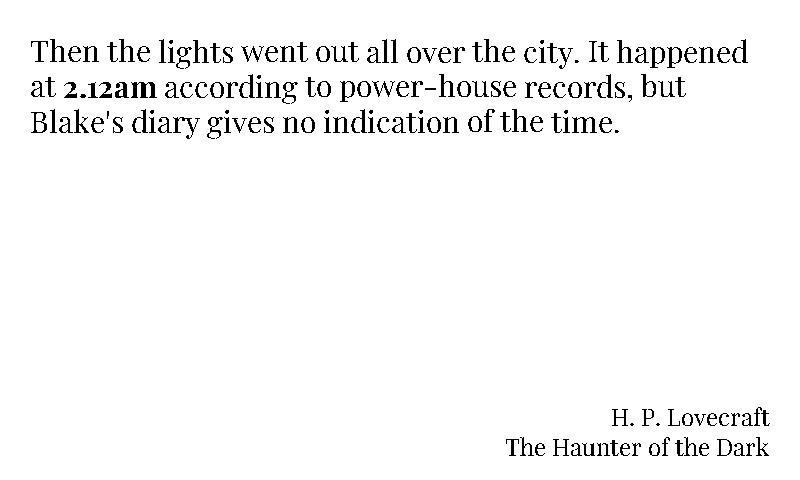 Then the lights went out all over the city. It happened
at 2.12am according to power-house records, but
Blake's diary gives no indication of the time.
H. P. Lovecraft
The Haunter of the Dark